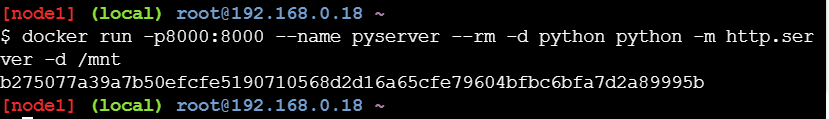 [node1] (local) root@192.168.0.18 ~
$ docker run -p8000:8000 --name pyserver --rm -d python python -m http.ser
ver -d /mnt
b275077a39a7b50efcfe5190710568d2d16a65cfe79604bfbc6bfa7d2a89995b
[node1] (local) root@192.168.0.18 ~